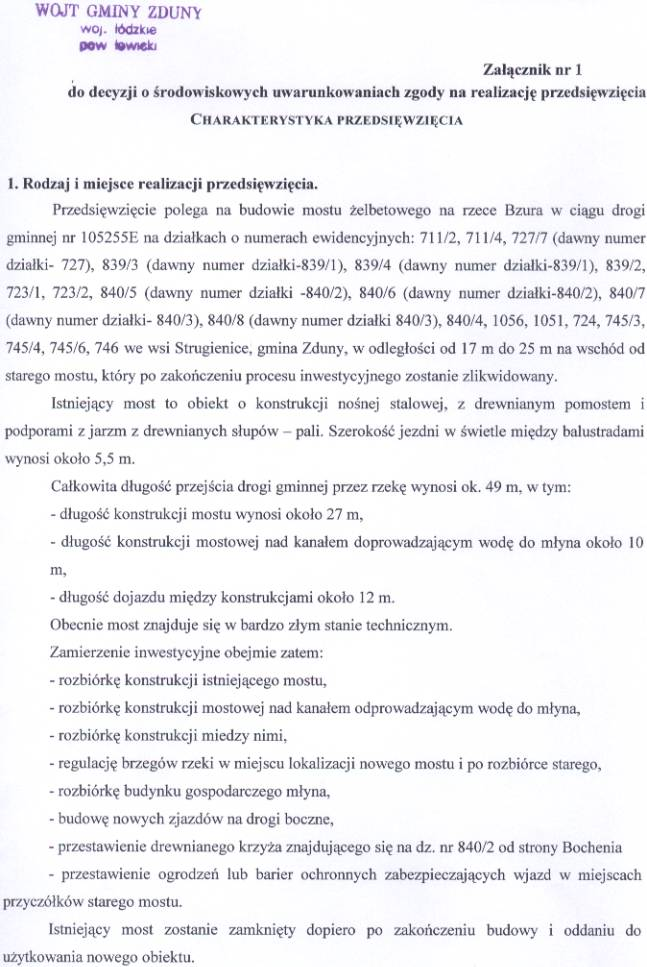 WÓJT GMINY ZDUNY
woj. łódzkie
pow łowicki
Załącznik nr 1
do decyzji o środowiskowych uwarunkowaniach zgody na realizację przedsięwzięcia
CHARAKTERYSTYKA PRZEDSIĘWZIĘCIA
1. Rodzaj i miejsce realizacji przedsięwzięcia.
Przedsięwzięcie polega na budowie mostu żelbetowego na rzece Bzura w ciągu drogi
gminnej nr 105255E na działkach o numerach ewidencyjnych: 711/2, 711/4, 727/7 (dawny numer
działki- 727), 839/3 (dawny numer działki-839/1), 839/4 (dawny numer działki-839/1), 839/2,
723/1, 723/2, 840/5 (dawny numer działki -840/2), 840/6 (dawny numer działki-840/2), 840/7
(dawny numer działki- 840/3), 840/8 (dawny numer działki 840/3), 840/4, 1056, 1051, 724, 745/3,
745/4, 745/6, 746 we wsi Strugienice, gmina Zduny, w odległości od 17 m do 25 m na wschód od
starego mostu, który po zakończeniu procesu inwestycyjnego zostanie zlikwidowany.
Istniejący most to obiekt o konstrukcji nośnej stalowej, z drewnianym pomostem i
podporami z jarzm z drewnianych słupów – pali. Szerokość jezdni w świetle między balustradami
wynosi około 5,5 m.
Całkowita długość przejścia drogi gminnej przez rzekę wynosi ok. 49 m, w tym:
- długość konstrukcji mostu wynosi około 27 m,
- długość konstrukcji mostowej nad kanałem doprowadzającym wodę do młyna około 10
m,
- długość dojazdu między konstrukcjami około 12 m.
Obecnie most znajduje się w bardzo złym stanie technicznym.
Zamierzenie inwestycyjne obejmie zatem:
- rozbiórkę konstrukcji istniejącego mostu,
- rozbiórkę konstrukcji mostowej nad kanałem odprowadzającym wodę do młyna,
- rozbiórkę konstrukcji miedzy nimi,
- regulację brzegów rzeki w miejscu lokalizacji nowego mostu i po rozbiórce starego,
- rozbiórkę budynku gospodarczego młyna,
- budowę nowych zjazdów na drogi boczne,
- przestawienie drewnianego krzyża znajdującego się na dz. nr 840/2 od strony Bochenia
- przestawienie ogrodzeń lub barier ochronnych zabezpieczających wjazd w miejscach
przyczółków starego mostu.
Istniejący most zostanie zamknięty dopiero po zakończeniu budowy i oddaniu do
użytkowania nowego obiektu.